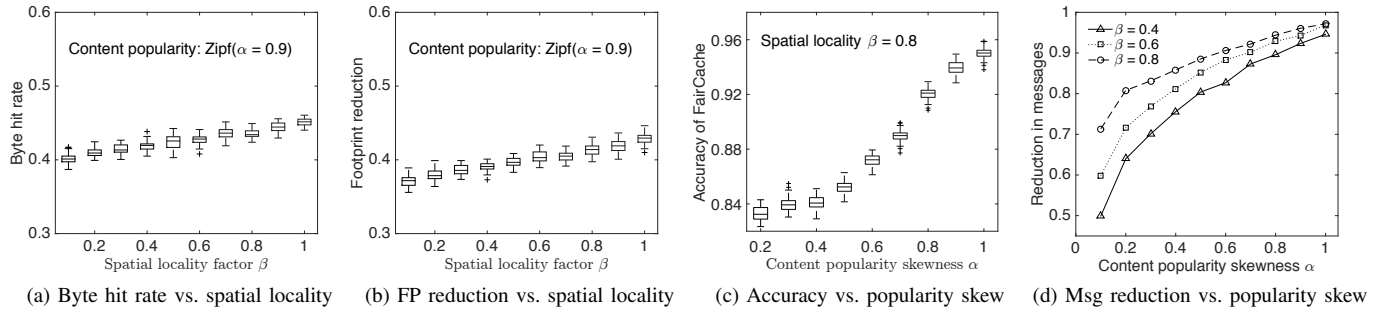 0.6
0.5
0.4
0.3
Byte hit rate
Content popularity: Zipf(α = 0.9)
0.2 0.4 0.6 0.8 1
Spatial locality factor β
(a) Byte hit rate vs. spatial locality
0.6
0.5
0.4
0.3
Footprint reduction
Content popularity: Zipf(α = 0.9)
0.2 0.4 0.6 0.8 1
Spatial locality factor β
(b) FP reduction vs. spatial locality
0.96
0.92
0.88
0.84
Accuracy of FairCache
Spatial locality β = 0.8
0.2 0.4 0.6 0.8 1
Content popularity skewness α
(c) Accuracy vs. popularity skew
1
0.9
0.8
0.7
0.6
0.5
Reduction in messages
β = 0.4
β = 0.6
β = 0.8
0 0.2 0.4 0.6 0.8 1
Content popularity skewness α
(d) Msg reduction vs. popularity skew